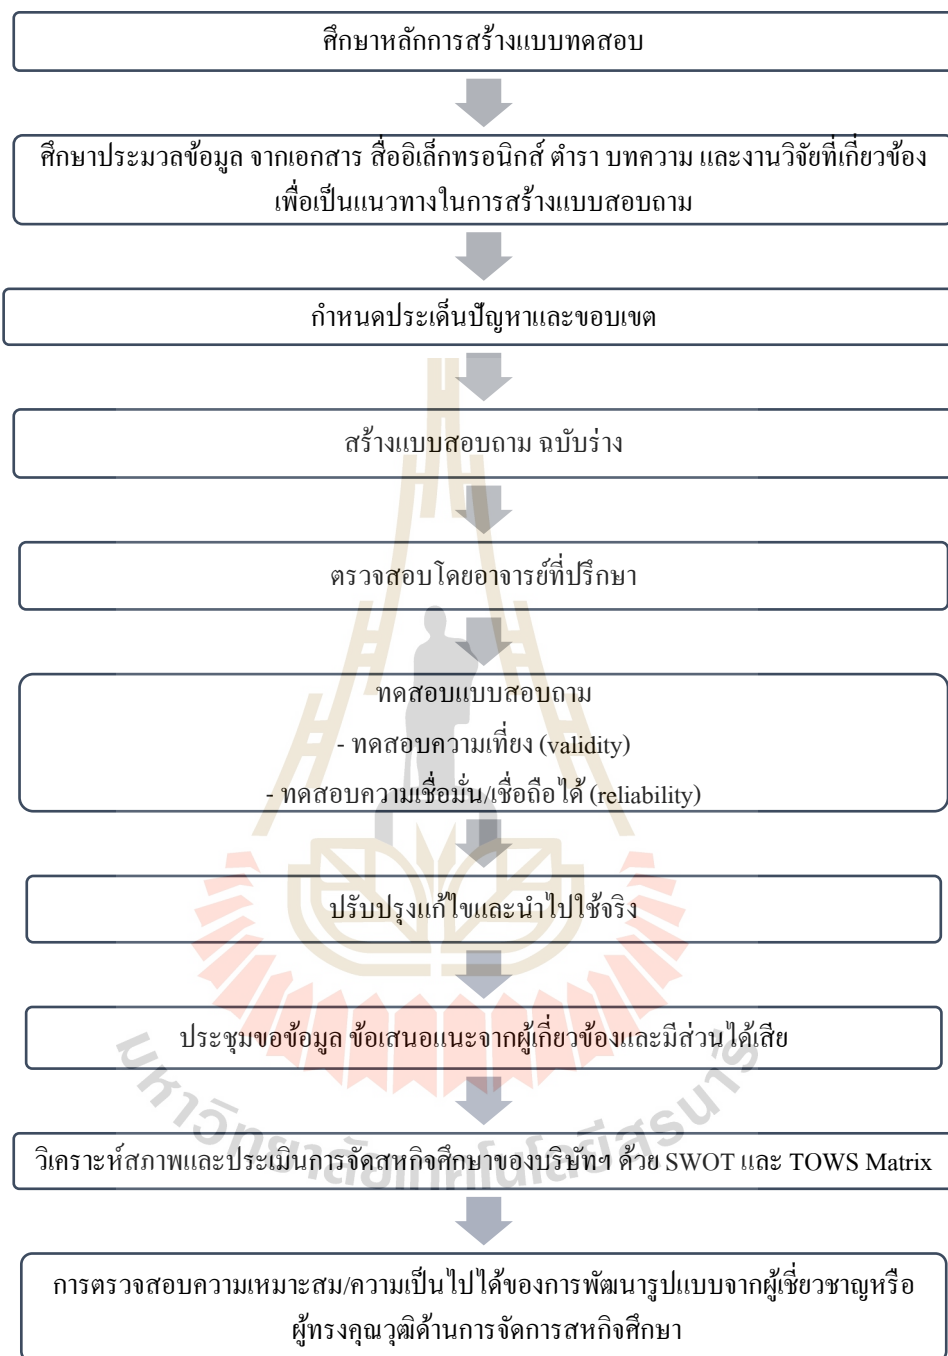 ศึกษาหลักการสร้างแบบทดสอบ
ศึกษาประมวลข้อมูล จากเอกสาร สื่ออิเล็กทรอนิกส์ ตำรา บทความ และงานวิจัยที่เกี่ยวข้อง
เพื่อเป็นแนวทางในการสร้างแบบสอบถาม
กำหนดประเด็นปัญหาและขอบเขต
สร้างแบบสอบถาม ฉบับร่าง
ตรวจสอบโดยอาจารย์ที่ปรึกษา
ทดสอบแบบสอบถาม
- ทดสอบความเที่ยง (validity)
- ทดสอบความเชื่อมั่น/เชื่อถือได้ (reliability)
ปรับปรุงแก้ไขและนำไปใช้จริง
ประชุมขอข้อมูล ข้อเสนอแนะจากผู้เกี่ยวข้องและมีส่วนได้เสีย
วิเคราะห์สภาพและประเมินการจัดสหกิจศึกษาของบริษัทฯ ด้วย SWOT และ TOWS Matrix
มหาวิทยาลัยเทคโนโลยีสุรนารี
การตรวจสอบความเหมาะสม/ความเป็นไปได้ของการพัฒนารูปแบบจากผู้เชี่ยวชาญหรือ
ผู้ทรงคุณวุฒิด้านการจัดการสหกิจศึกษา